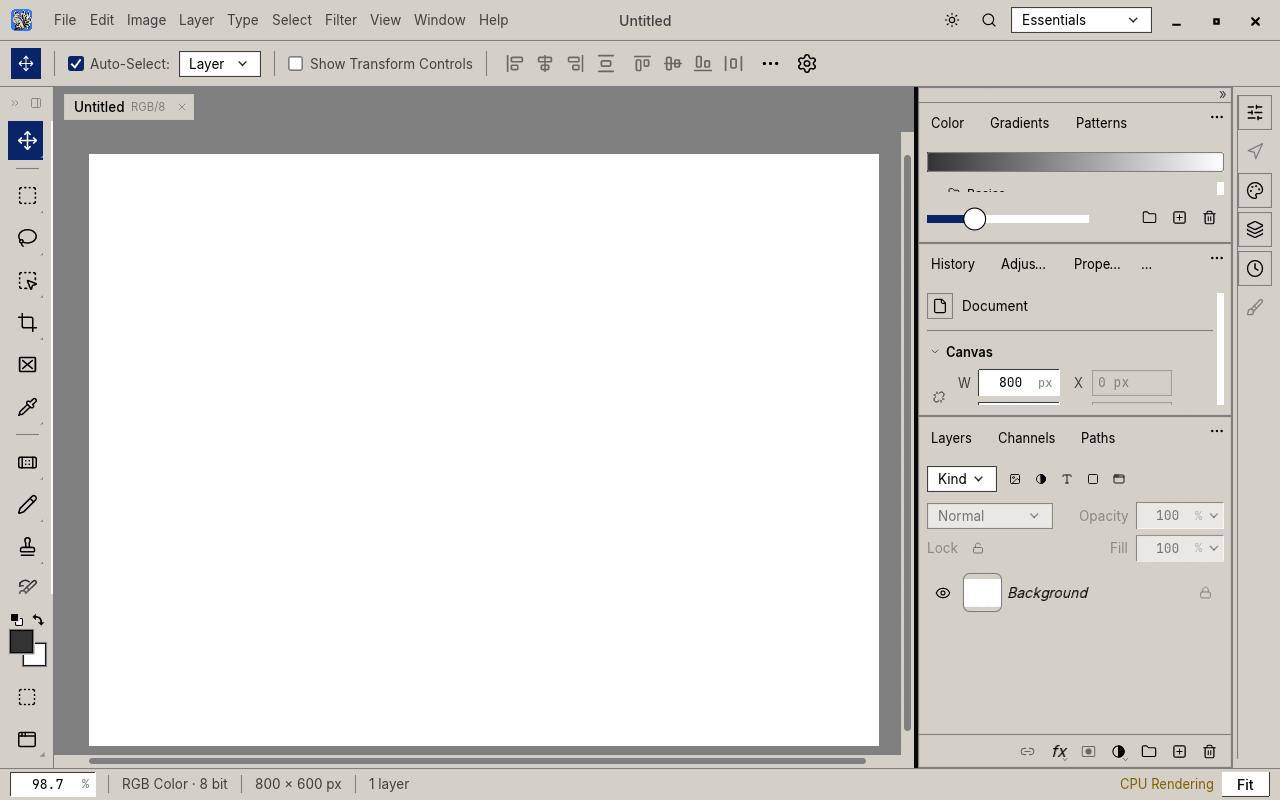 File Edit Image Layer Type Select Filter View Window Help
Untitled
Essentials
Auto-Select: Layer
Show Transform Controls
Untitled RGB/8
Color Gradients Patterns
Basics
History Adjus... Prope... ...
Document
Canvas
W 800 px X 0 px
Layers Channels Paths
Kind
Normal Opacity 100 %
Lock Fill 100 %
Background
fx
98.7 % RGB Color · 8 bit 800 × 600 px 1 layer CPU Rendering Fit